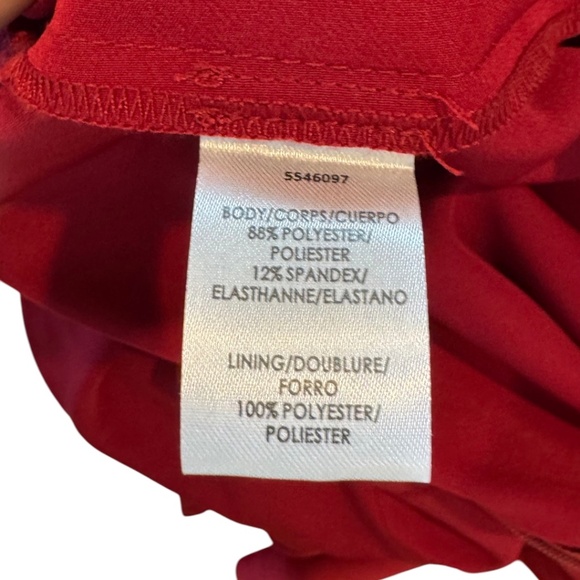 5546097
BODY/CORPS/CUERPO
88% POLYESTER/
POLIESTER
12% SPANDEX/
ELASTHANNE/ELASTANO
LINING/DOUBLURE/
FORRO
100% POLYESTER/
POLIESTER